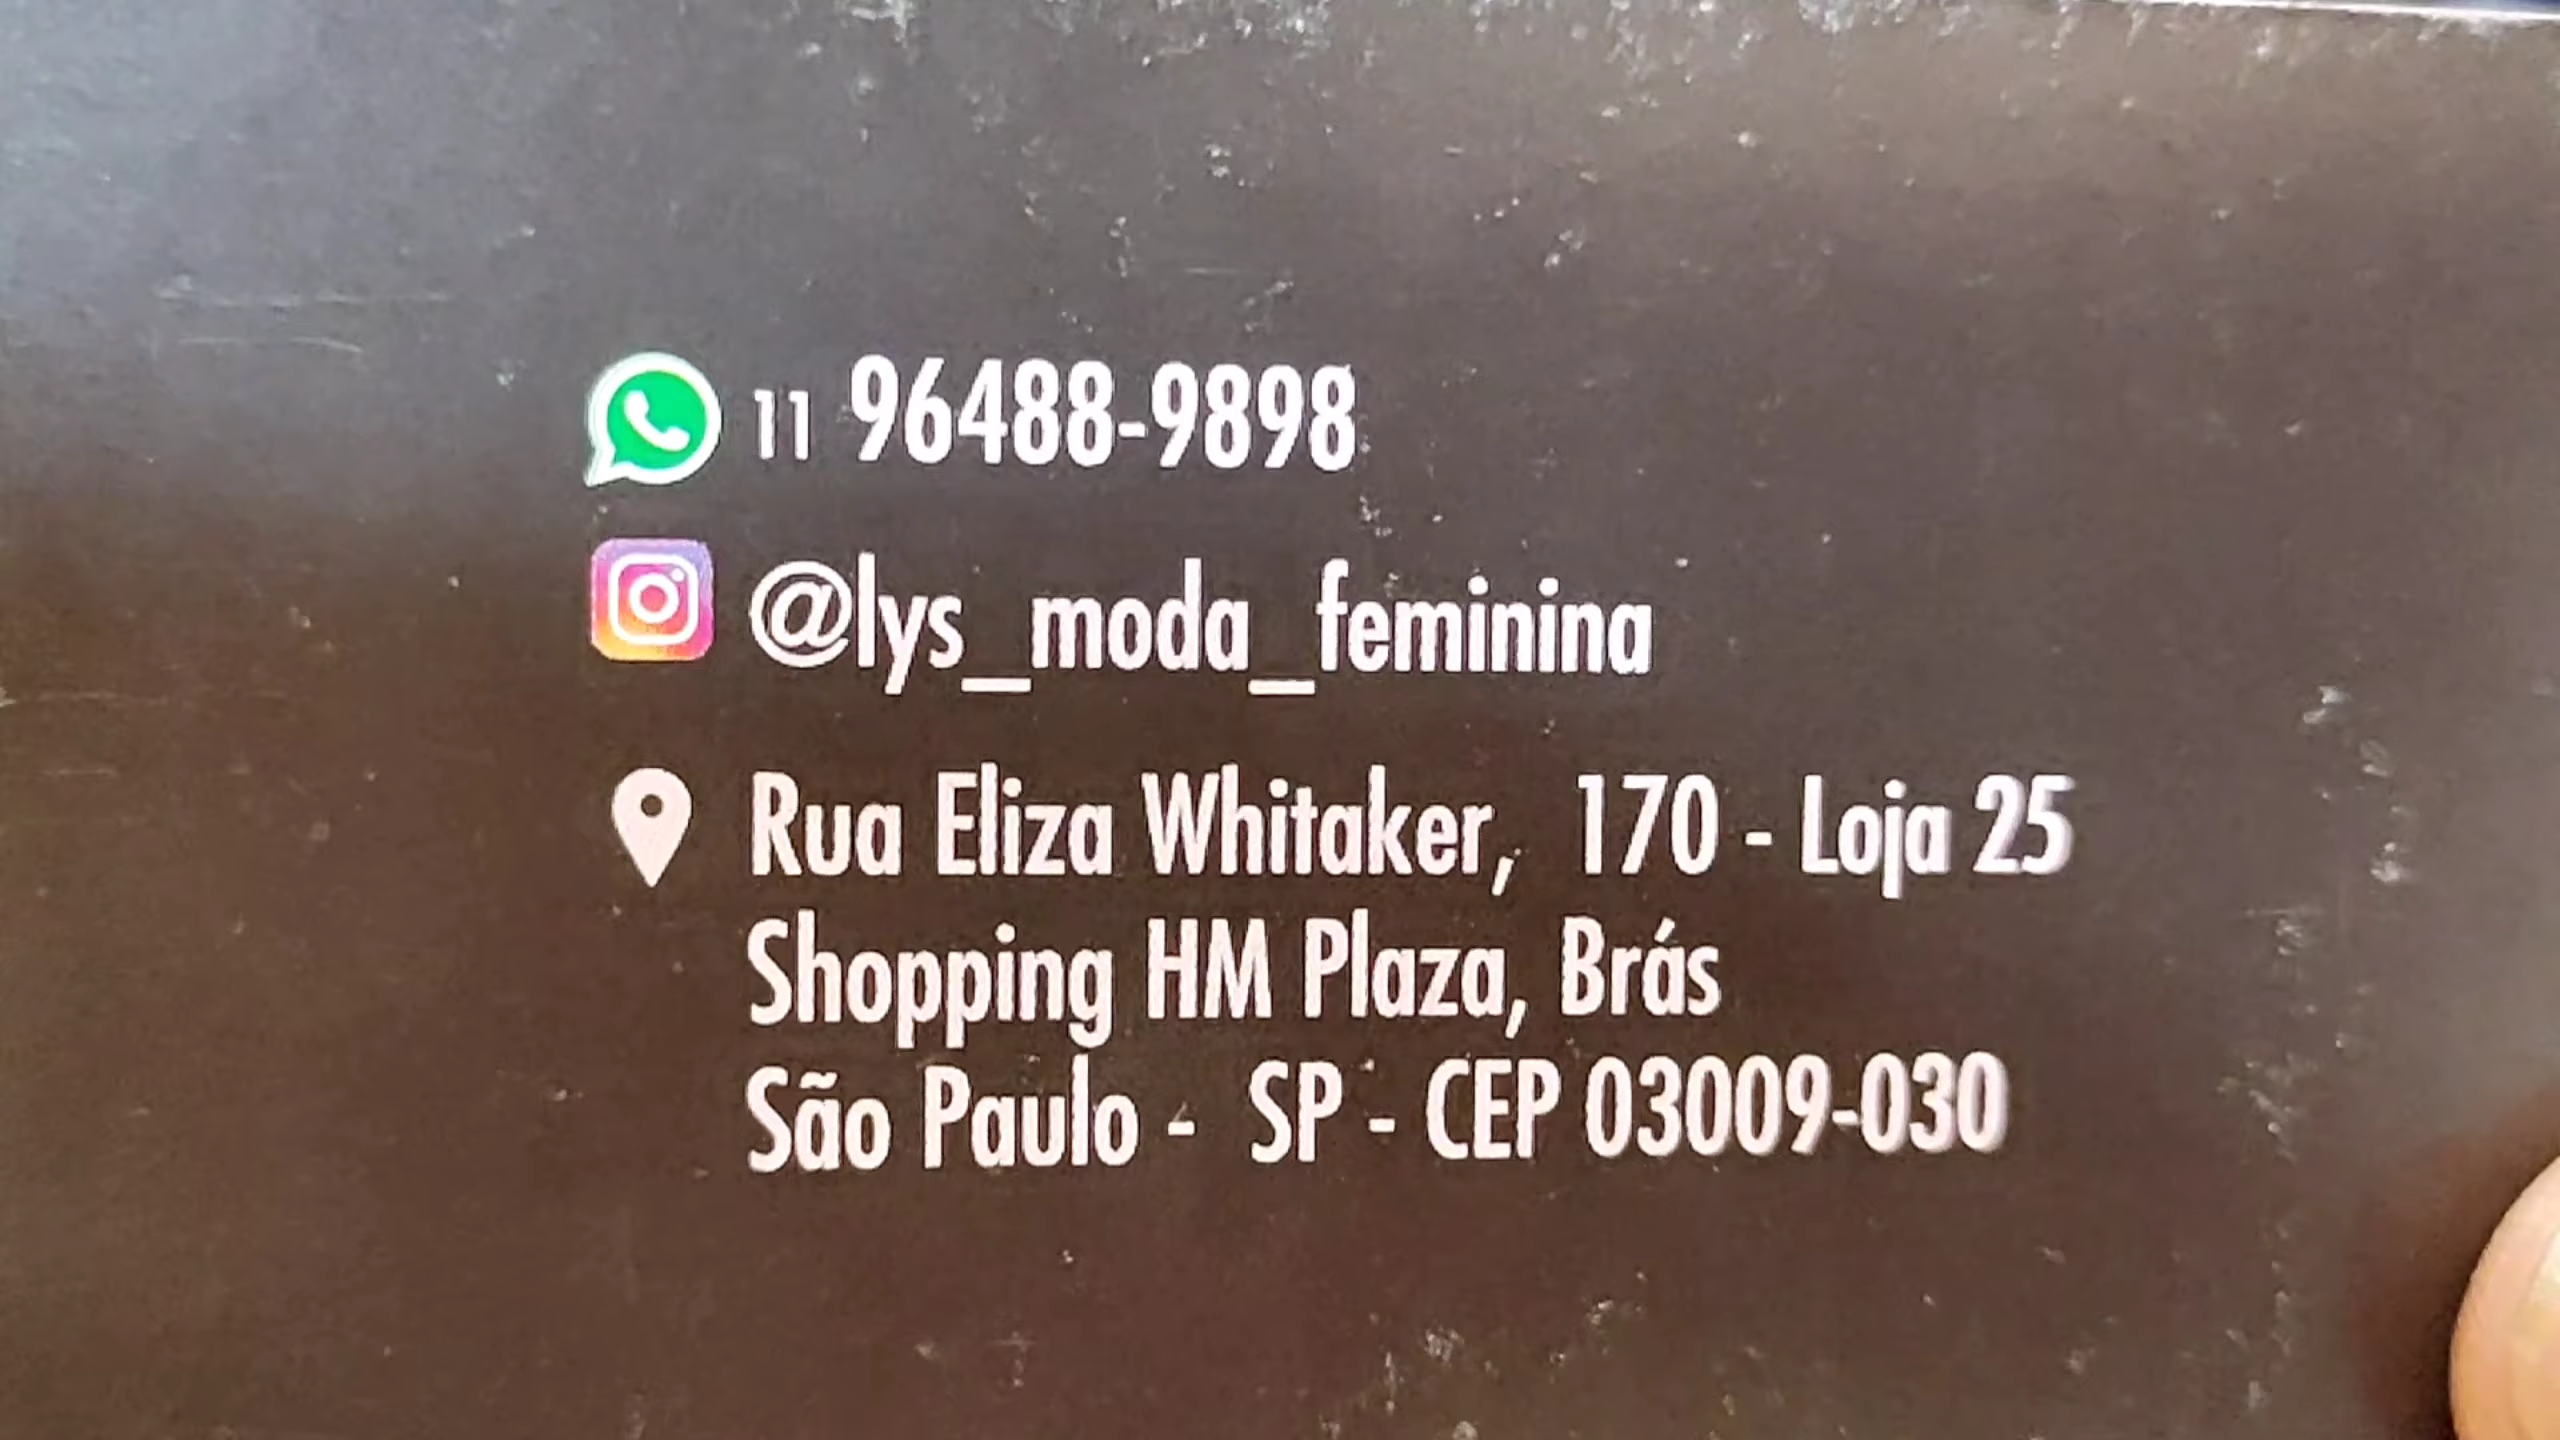 11 96488-9898
@lys_moda_feminina
Rua Eliza Whitaker, 170 - Loja 25
Shopping HM Plaza, Brás
São Paulo - SP - CEP 03009-030